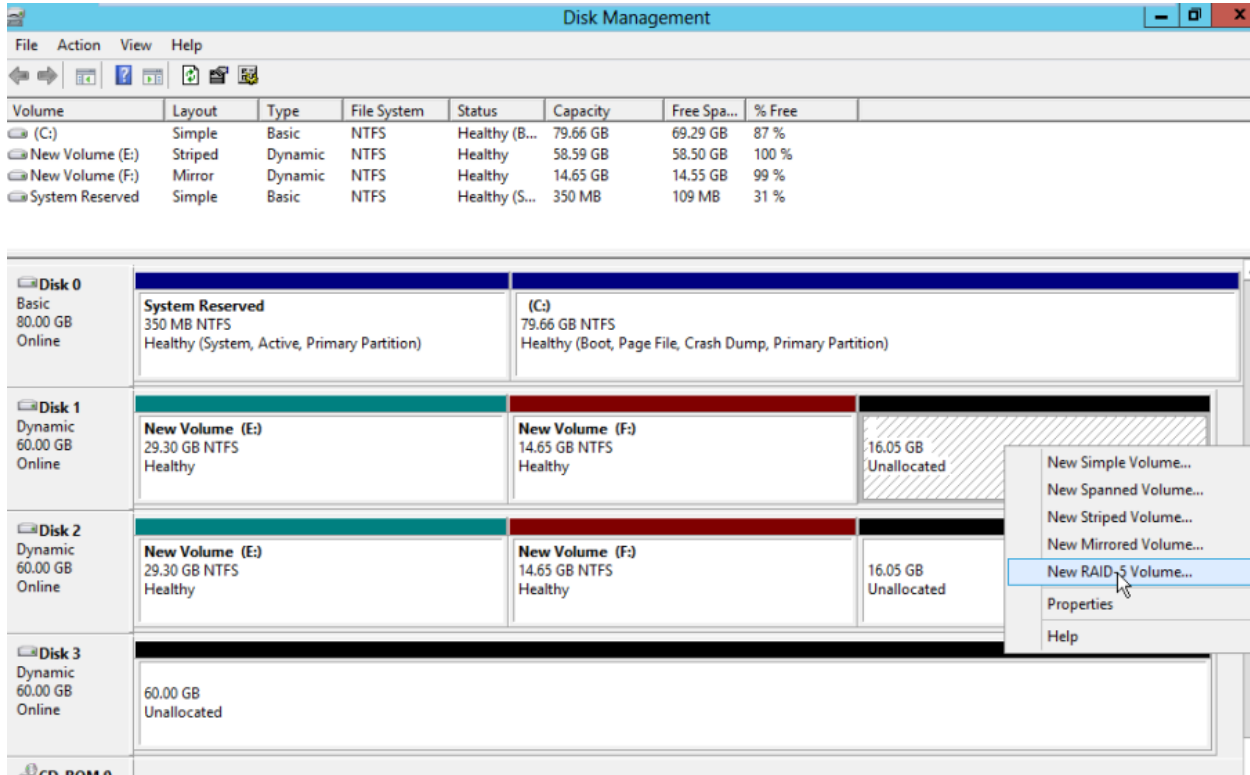 Disk Management
File Action View Help
Volume Layout Type File System Status Capacity Free Spa... % Free
(C:) Simple Basic NTFS Healthy (B... 79.66 GB 69.29 GB 87 %
New Volume (E:) Striped Dynamic NTFS Healthy 58.59 GB 58.50 GB 100 %
New Volume (F:) Mirror Dynamic NTFS Healthy 14.65 GB 14.55 GB 99 %
System Reserved Simple Basic NTFS Healthy (S... 350 MB 109 MB 31 %
Disk 0
Basic
80.00 GB
Online
System Reserved
350 MB NTFS
Healthy (System, Active, Primary Partition)
(C:)
79.66 GB NTFS
Healthy (Boot, Page File, Crash Dump, Primary Partition)
Disk 1
Dynamic
60.00 GB
Online
New Volume (E:)
29.30 GB NTFS
Healthy
New Volume (F:)
14.65 GB NTFS
Healthy
16.05 GB
Unallocated
New Simple Volume...
New Spanned Volume...
New Striped Volume...
New Mirrored Volume...
New RAID-5 Volume...
Properties
Help
Disk 2
Dynamic
60.00 GB
Online
New Volume (E:)
29.30 GB NTFS
Healthy
New Volume (F:)
14.65 GB NTFS
Healthy
16.05 GB
Unallocated
Disk 3
Dynamic
60.00 GB
Online
60.00 GB
Unallocated
CD-ROM 0